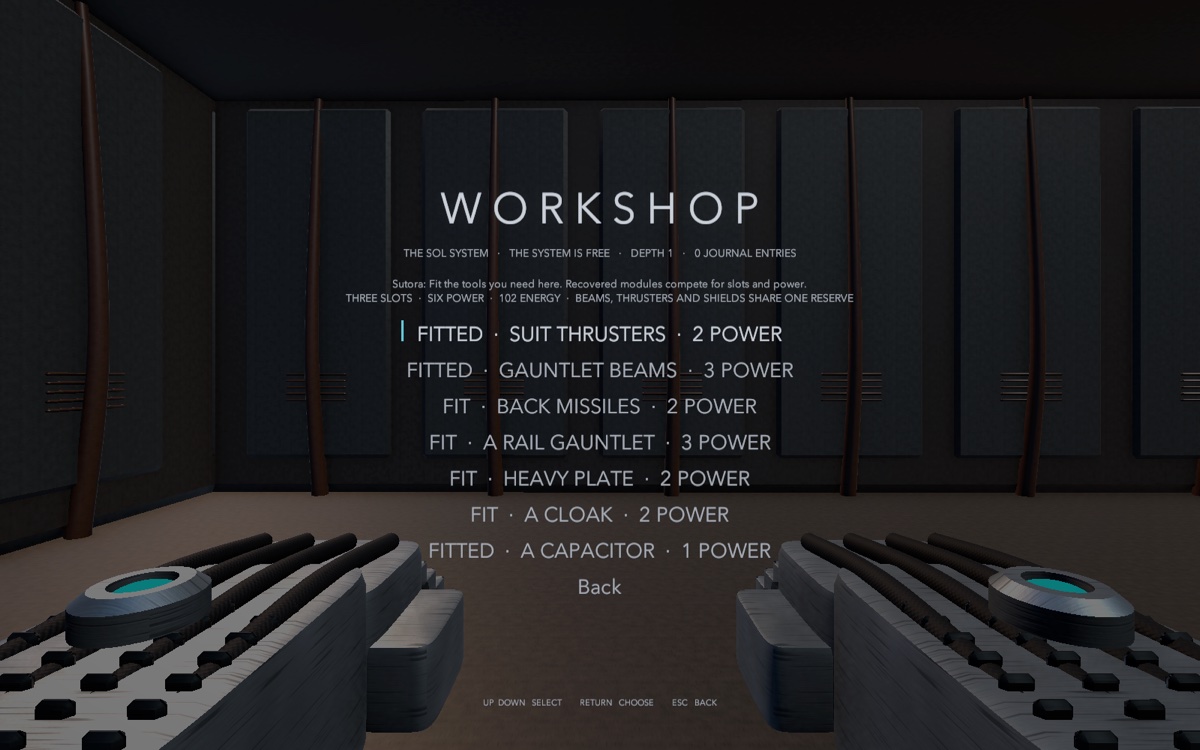 WORKSHOP
THE SOL SYSTEM · THE SYSTEM IS FREE · DEPTH 1 · 0 JOURNAL ENTRIES
Sutora: Fit the tools you need here. Recovered modules compete for slots and power.
THREE SLOTS · SIX POWER · 102 ENERGY · BEAMS, THRUSTERS AND SHIELDS SHARE ONE RESERVE
FITTED · SUIT THRUSTERS · 2 POWER
FITTED · GAUNTLET BEAMS · 3 POWER
FIT · BACK MISSILES · 2 POWER
FIT · A RAIL GAUNTLET · 3 POWER
FIT · HEAVY PLATE · 2 POWER
FIT · A CLOAK · 2 POWER
FITTED · A CAPACITOR · 1 POWER
Back
UP DOWN SELECT RETURN CHOOSE ESC BACK